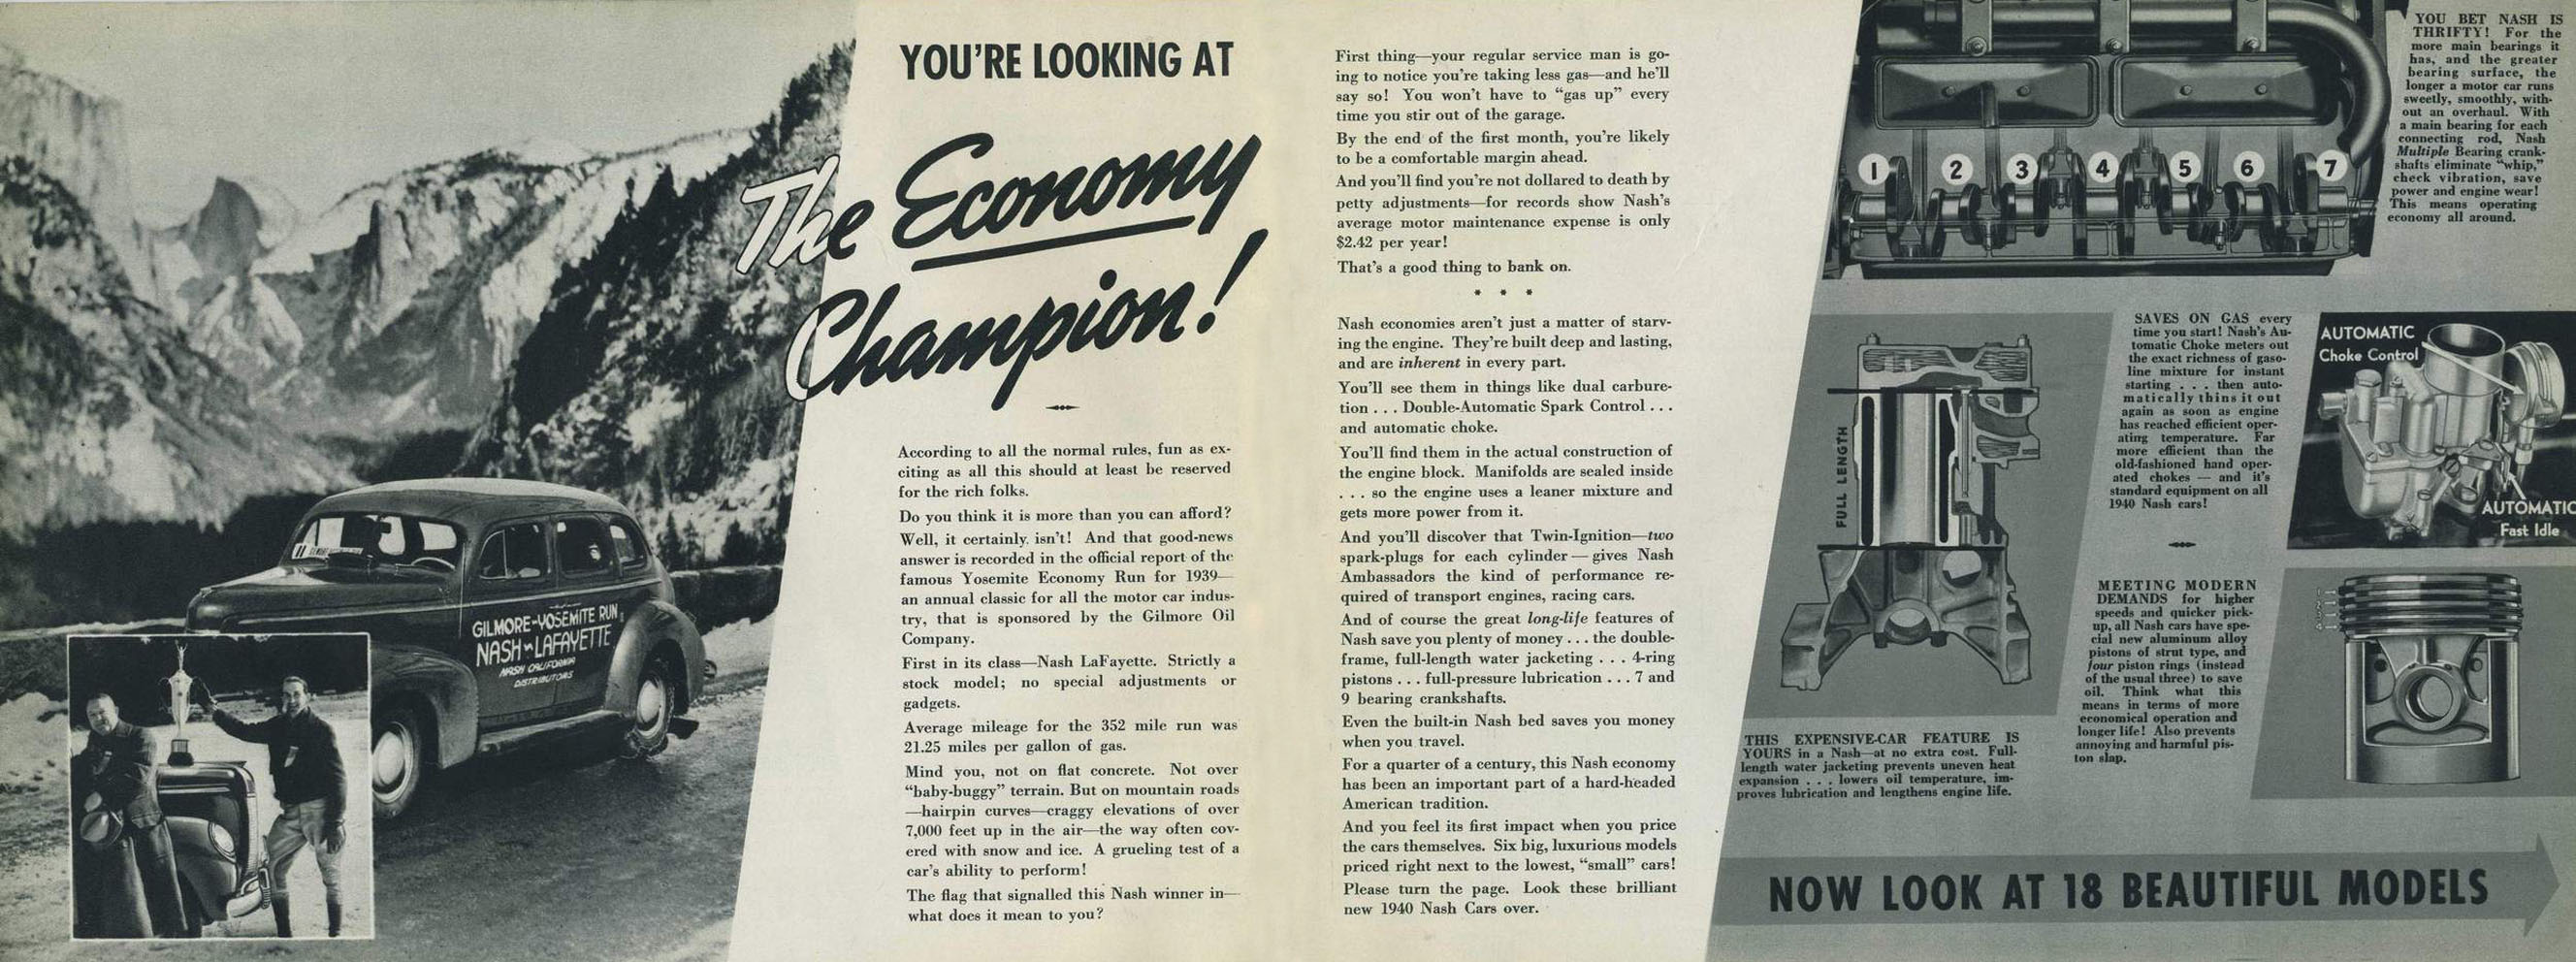 YOU'RE LOOKING AT
The Economy
Champion!
According to all the normal rules, fun as ex-
citing as all this should at least be reserved
for the rich folks.
Do you think it is more than you can afford?
Well, it certainly isn't! And that good-news
answer is recorded in the official report of the
famous Yosemite Economy Run for 1939—
an annual classic for all the motor car indus-
try, that is sponsored by the Gilmore Oil
Company.
First in its class—Nash LaFayette. Strictly a
stock model; no special adjustments or
gadgets.
Average mileage for the 352 mile run was
21.25 miles per gallon of gas.
Mind you, not on flat concrete. Not over
"baby-buggy" terrain. But on mountain roads
—hairpin curves—craggy elevations of over
7,000 feet up in the air—the way often cov-
ered with snow and ice. A grueling test of a
car's ability to perform!
The flag that signalled this Nash winner in—
what does it mean to you?
GILMORE-YOSEMITE RUN
NASH-LAFAYETTE
NASH CALIFORNIA
DISTRIBUTORS
11
First thing—your regular service man is go-
ing to notice you're taking less gas—and he'll
say so! You won't have to "gas up" every
time you stir out of the garage.
By the end of the first month, you're likely
to be a comfortable margin ahead.
And you'll find you're not dollared to death by
petty adjustments—for records show Nash's
average motor maintenance expense is only
$2.42 per year!
That's a good thing to bank on.
* * *
Nash economies aren't just a matter of starv-
ing the engine. They're built deep and lasting,
and are inherent in every part.
You'll see them in things like dual carbure-
tion . . . Double-Automatic Spark Control . . .
and automatic choke.
You'll find them in the actual construction of
the engine block. Manifolds are sealed inside
. . . so the engine uses a leaner mixture and
gets more power from it.
And you'll discover that Twin-Ignition—two
spark-plugs for each cylinder—gives Nash
Ambassadors the kind of performance re-
quired of transport engines, racing cars.
And of course the great long-life features of
Nash save you plenty of money . . . the double-
frame, full-length water jacketing . . . 4-ring
pistons . . . full-pressure lubrication . . . 7 and
9 bearing crankshafts.
Even the built-in Nash bed saves you money
when you travel.
For a quarter of a century, this Nash economy
has been an important part of a hard-headed
American tradition.
And you feel its first impact when you price
the cars themselves. Six big, luxurious models
priced right next to the lowest, "small" cars!
Please turn the page. Look these brilliant
new 1940 Nash Cars over.
1 2 3 4 5 6 7
YOU BET NASH IS
THRIFTY! For the
more main bearings it
has, and the greater
bearing surface, the
longer a motor car runs
sweetly, smoothly, with-
out an overhaul. With
a main bearing for each
connecting rod, Nash
Multiple Bearing crank-
shafts eliminate "whip,"
check vibration, save
power and engine wear!
This means operating
economy all around.
FULL LENGTH
THIS EXPENSIVE-CAR FEATURE IS
YOURS in a Nash—at no extra cost. Full-
length water jacketing prevents uneven heat
expansion . . . lowers oil temperature, im-
proves lubrication and lengthens engine life.
SAVES ON GAS every
time you start! Nash's Au-
tomatic Choke meters out
the exact richness of gaso-
line mixture for instant
starting . . . then auto-
matically thins it out
again as soon as engine
has reached efficient oper-
ating temperature. Far
more efficient than the
old-fashioned hand oper-
ated chokes — and it's
standard equipment on all
1940 Nash cars!
AUTOMATIC
Choke Control
AUTOMATIC
Fast Idle
MEETING MODERN
DEMANDS for higher
speeds and quicker pick-
up, all Nash cars have spe-
cial new aluminum alloy
pistons of strut type, and
four piston rings (instead
of the usual three) to save
oil. Think what this
means in terms of more
economical operation and
longer life! Also prevents
annoying and harmful pis-
ton slap.
1
2
3
4
NOW LOOK AT 18 BEAUTIFUL MODELS